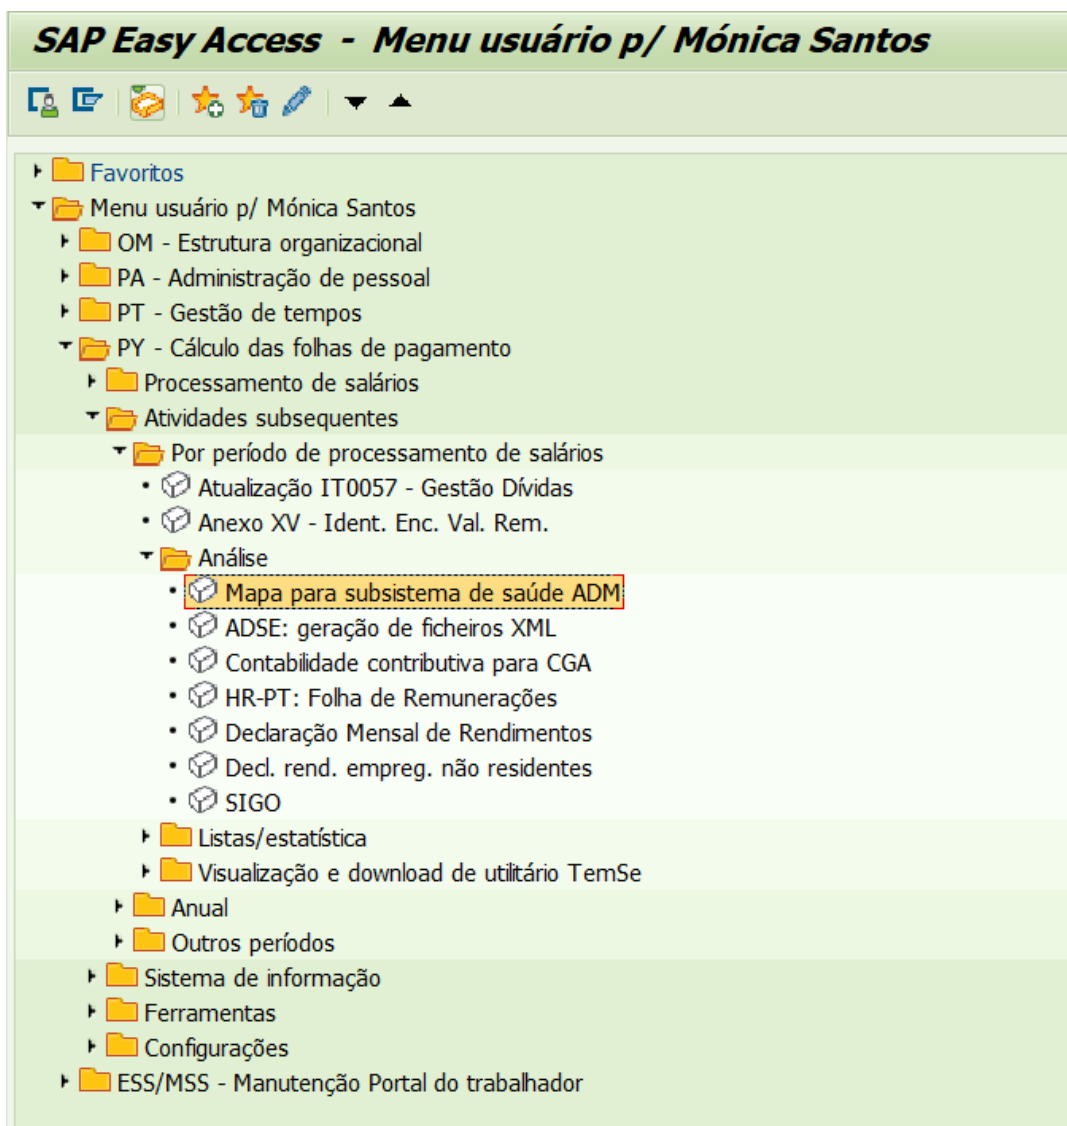 SAP Easy Access - Menu usuário p/ Mónica Santos
Favoritos
Menu usuário p/ Mónica Santos
OM - Estrutura organizacional
PA - Administração de pessoal
PT - Gestão de tempos
PY - Cálculo das folhas de pagamento
Processamento de salários
Atividades subsequentes
Por período de processamento de salários
Atualização IT0057 - Gestão Dívidas
Anexo XV - Ident. Enc. Val. Rem.
Análise
Mapa para subsistema de saúde ADM
ADSE: geração de ficheiros XML
Contabilidade contributiva para CGA
HR-PT: Folha de Remunerações
Declaração Mensal de Rendimentos
Decl. rend. empreg. não residentes
SIGO
Listas/estatística
Visualização e download de utilitário TemSe
Anual
Outros períodos
Sistema de informação
Ferramentas
Configurações
ESS/MSS - Manutenção Portal do trabalhador